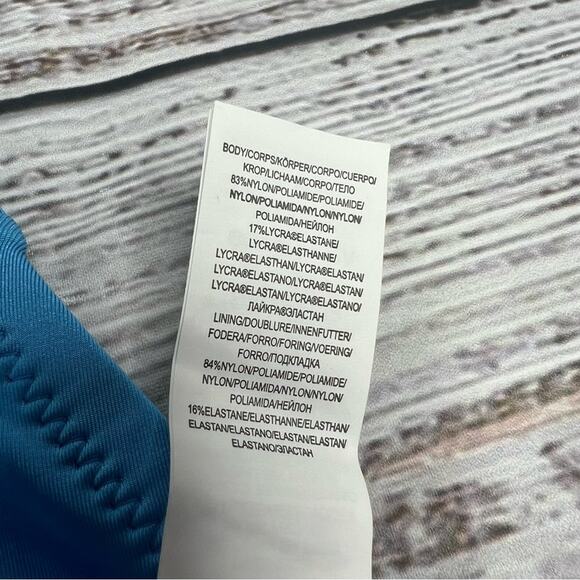 BODY/CORPS/KÖRPER/CORPO/CUERPO/
KROP/LICHAAM/CORPO/ТЕЛО
83%NYLON/POLIAMIDE/POLIAMIDE/
NYLON/POLIAMIDA/NYLON/NYLON/
POLIAMIDA/НЕЙЛОН
17%LYCRA®ELASTANE/
LYCRA®ELASTHANNE/
LYCRA®ELASTHAN/LYCRA®ELASTAN/
LYCRA®ELASTANO/LYCRA®ELASTAN/
LYCRA®ELASTAN/LYCRA®ELASTANO/
ЛАЙКРА®ЭЛАСТАН
LINING/DOUBLURE/INNENFUTTER/
FODERA/FORRO/FORING/VOERING/
FORRO/ПОДКЛАДКА
84%NYLON/POLIAMIDE/POLIAMIDE/
NYLON/POLIAMIDA/NYLON/NYLON/
POLIAMIDA/НЕЙЛОН
16%ELASTANE/ELASTHANNE/ELASTHAN/
ELASTAN/ELASTANO/ELASTAN/ELASTAN/
ELASTANO/ЭЛАСТАН